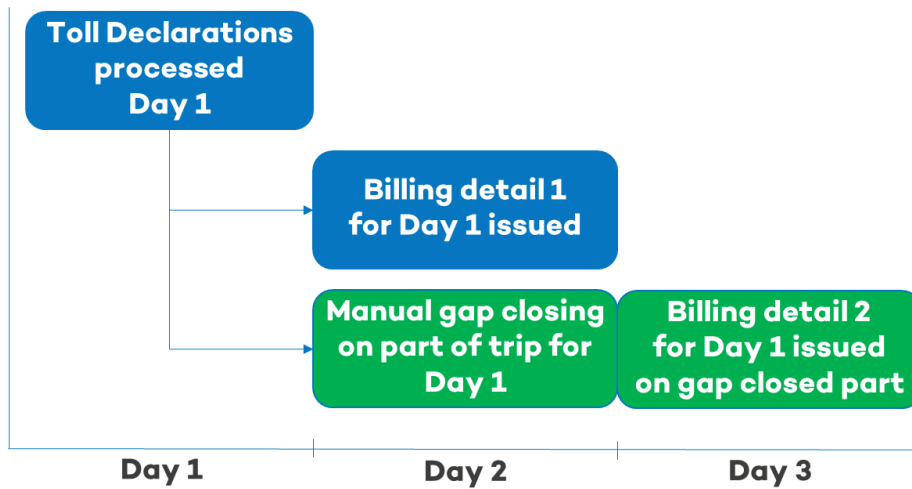 Toll Declarations
processed
Day 1
Billing detail 1
for Day 1 issued
Manual gap closing
on part of trip for
Day 1
Billing detail 2
for Day 1 issued
on gap closed part
Day 1
Day 2
Day 3